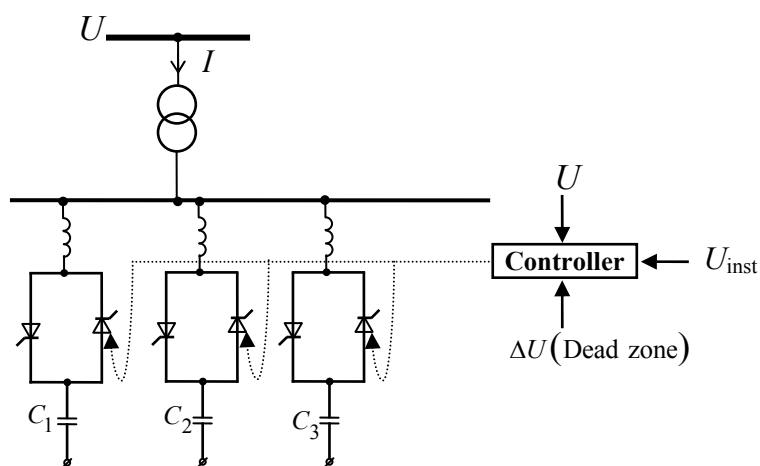 U
I
U
Controller
U_inst
ΔU (Dead zone)
C_1
C_2
C_3